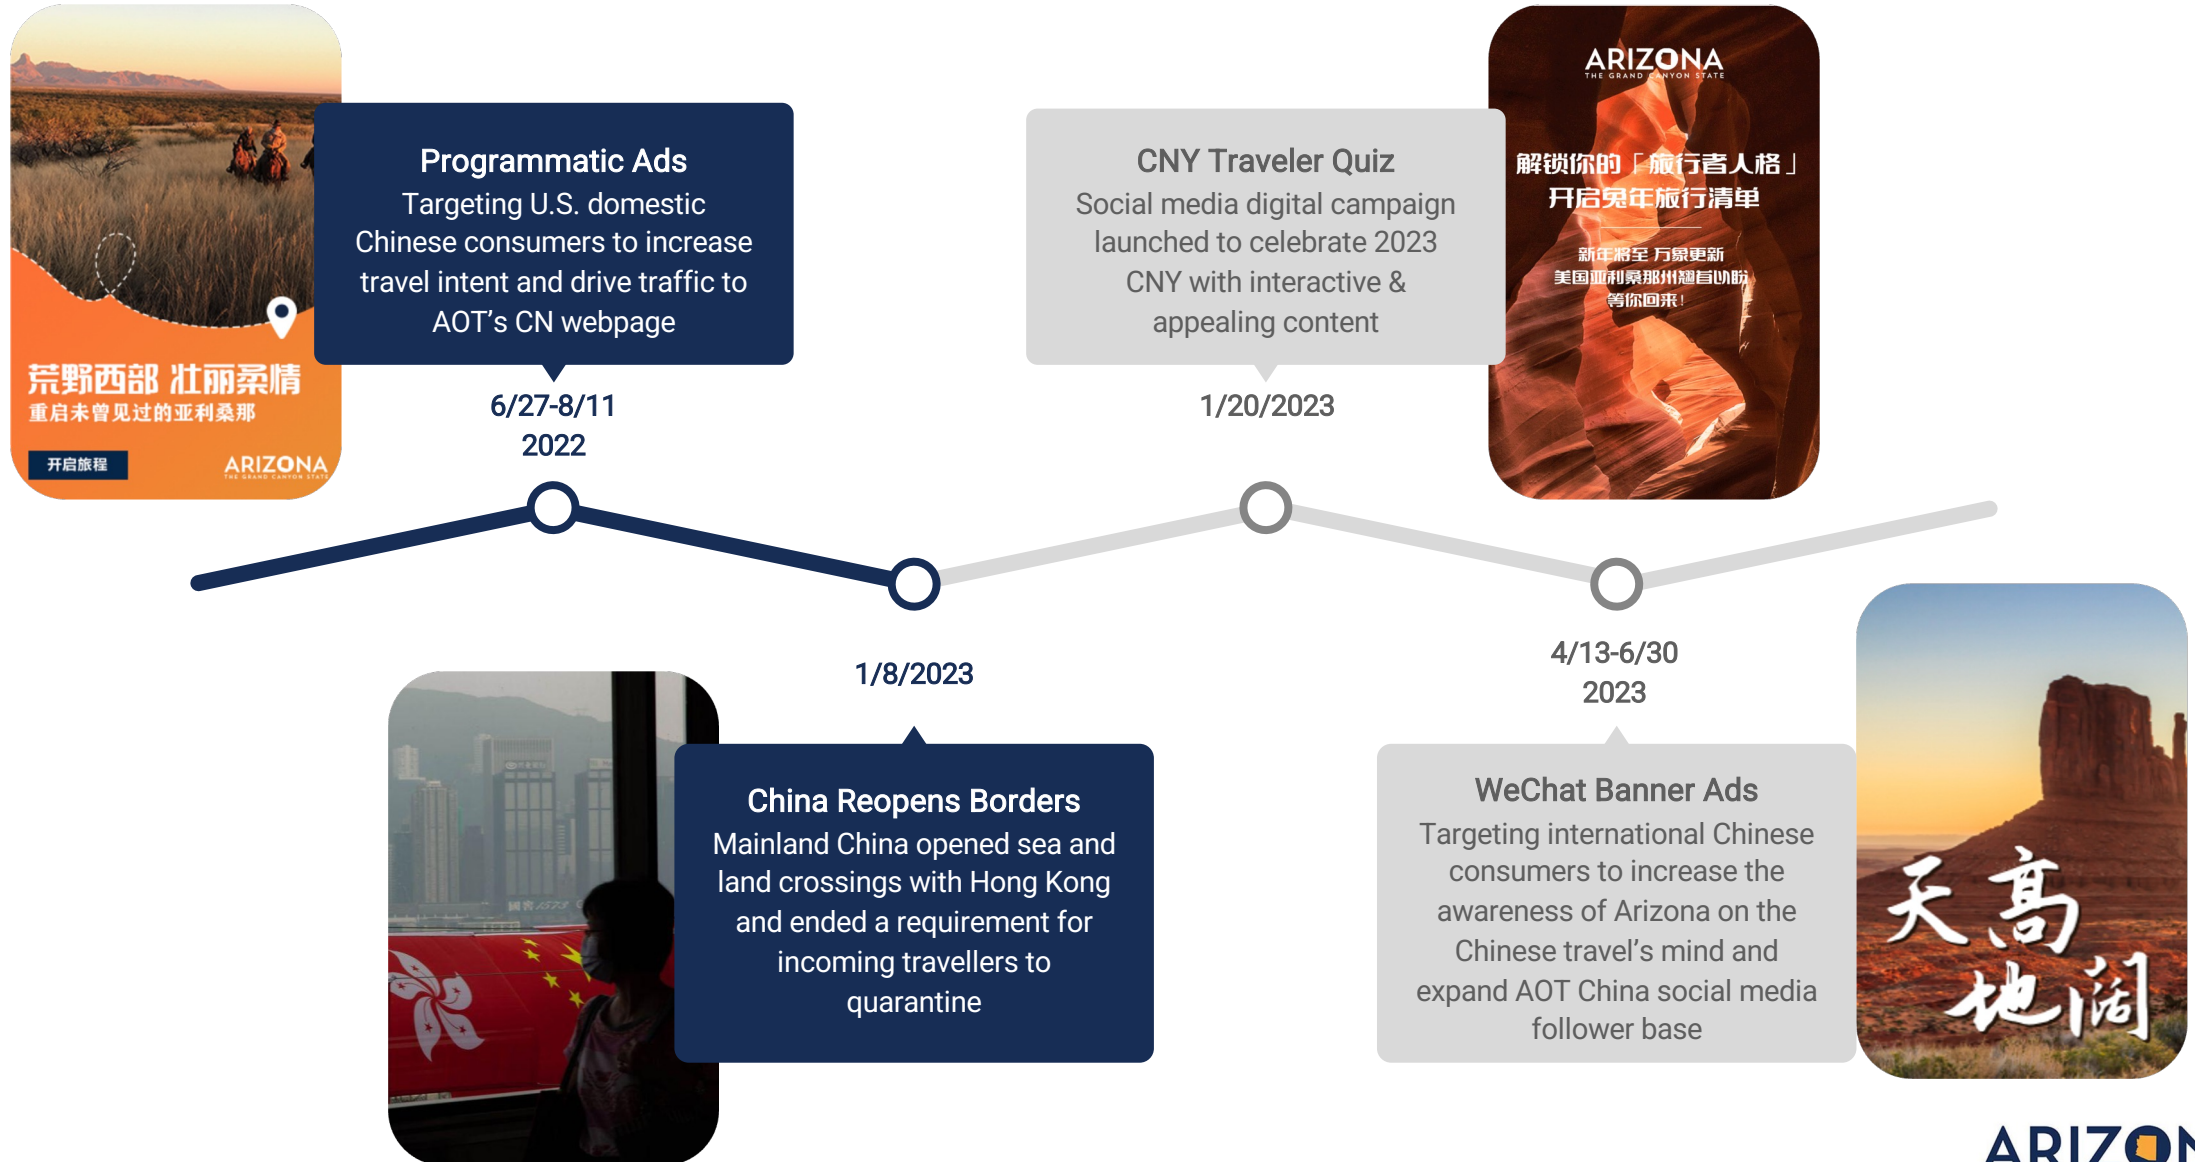 荒野西部 壮丽柔情
重启未曾见过的亚利桑那
开启旅程
ARIZONA
THE GRAND CANYON STATE
Programmatic Ads
Targeting U.S. domestic
Chinese consumers to increase
travel intent and drive traffic to
AOT’s CN webpage
6/27-8/11
2022
CNY Traveler Quiz
Social media digital campaign
launched to celebrate 2023
CNY with interactive &
appealing content
1/20/2023
ARIZONA
THE GRAND CANYON STATE
解锁你的「旅行者人格」
开启兔年旅行清单
新年将至 万象更新
美国亚利桑那州翘首以盼
等你回来!
1/8/2023
China Reopens Borders
Mainland China opened sea and
land crossings with Hong Kong
and ended a requirement for
incoming travellers to
quarantine
4/13-6/30
2023
WeChat Banner Ads
Targeting international Chinese
consumers to increase the
awareness of Arizona on the
Chinese travel’s mind and
expand AOT China social media
follower base
天高
地阔
ARIZON